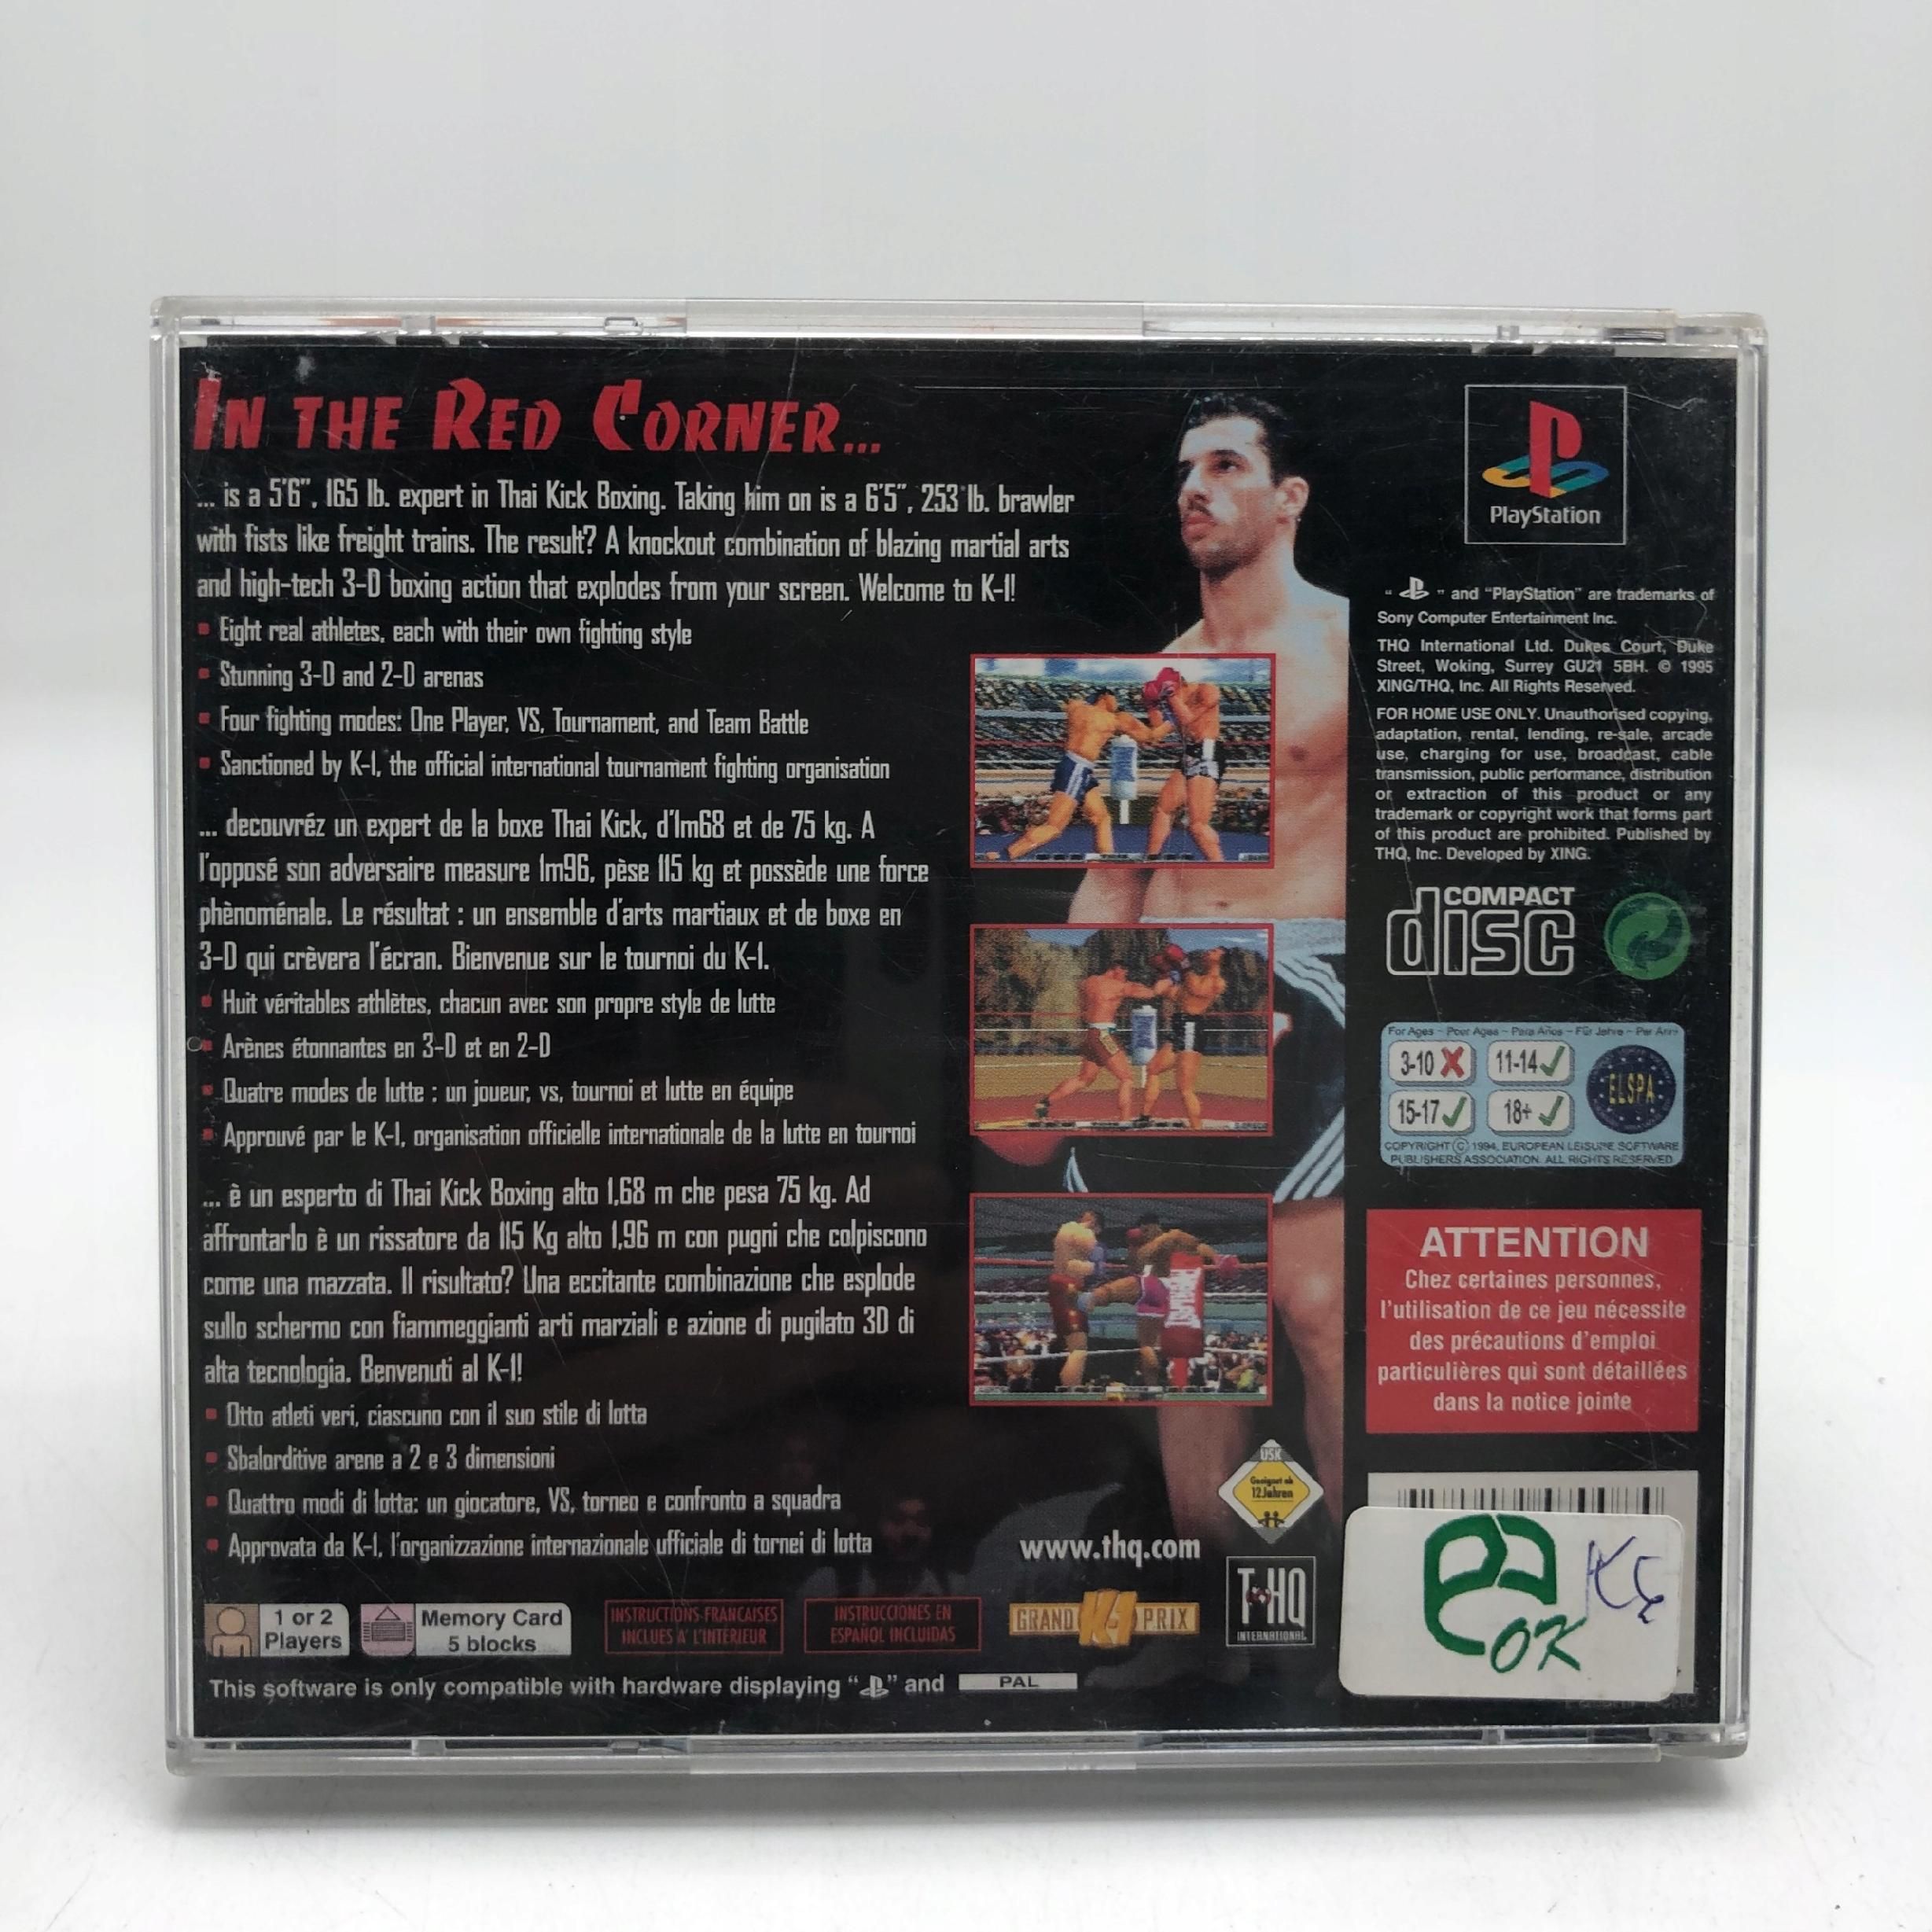 IN THE RED CORNER...
... is a 5'6", 165 lb. expert in Thai Kick Boxing. Taking him on is a 6'5", 253 lb. brawler
with fists like freight trains. The result? A knockout combination of blazing martial arts
and high-tech 3-D boxing action that explodes from your screen. Welcome to K-1!
Eight real athletes, each with their own fighting style
Stunning 3-D and 2-D arenas
Four fighting modes: One Player, VS, Tournament, and Team Battle
Sanctioned by K-1, the official international tournament fighting organisation
... decouvréz un expert de la boxe Thai Kick, d'1m68 et de 75 kg. A
l'opposé son adversaire measure 1m96, pèse 115 kg et possède une force
phènoménale. Le résultat : un ensemble d'arts martiaux et de boxe en
3-D qui crèvera l'écran. Bienvenue sur le tournoi du K-1.
Huit véritables athlètes, chacun avec son propre style de lutte
Arènes étonnantes en 3-D et en 2-D
Quatre modes de lutte : un joueur, vs, tournoi et lutte en équipe
Approuvé par le K-1, organisation officielle internationale de la lutte en tournoi
... è un esperto di Thai Kick Boxing alto 1,68 m che pesa 75 kg. Ad
affrontarlo è un rissatore da 115 Kg alto 1,96 m con pugni che colpiscono
come una mazzata. Il risultato? Una eccitante combinazione che esplode
sullo schermo con fiammeggianti arti marziali e azione di pugilato 3D di
alta tecnologia. Benvenuti al K-1!
Otto atleti veri, ciascuno con il suo stile di lotta
Sbalorditive arene a 2 e 3 dimensioni
Quattro modi di lotta: un giocatore, VS, torneo e confronto a squadra
Approvata da K-1, l'organizzazione internazionale ufficiale di tornei di lotta
1 or 2
Players
Memory Card
5 blocks
INSTRUCTIONS FRANCAISES
INCLUES A' L'INTERIEUR
INSTRUCCIONES EN
ESPAÑOL INCLUIDAS
GRAND K-1 PRIX
www.thq.com
USK
Geeignet ab
12 Jahren
T·HQ
INTERNATIONAL
This software is only compatible with hardware displaying " " and PAL
PlayStation
" " and "PlayStation" are trademarks of
Sony Computer Entertainment Inc.
THQ International Ltd. Dukes Court, Duke
Street, Woking, Surrey GU21 5BH. © 1995
XING/THQ, Inc. All Rights Reserved.
FOR HOME USE ONLY. Unauthorised copying,
adaptation, rental, lending, re-sale, arcade
use, charging for use, broadcast, cable
transmission, public performance, distribution
or extraction of this product or any
trademark or copyright work that forms part
of this product are prohibited. Published by
THQ, Inc. Developed by XING.
COMPACT
disc
For Ages - Pour Ages - Para Años - Für Jahre - Per Anni
3-10 11-14
15-17 18+
ELSPA
COPYRIGHT © 1994, EUROPEAN LEISURE SOFTWARE
PUBLISHERS ASSOCIATION. ALL RIGHTS RESERVED.
ATTENTION
Chez certaines personnes,
l'utilisation de ce jeu nécessite
des précautions d'emploi
particulières qui sont détaillées
dans la notice jointe
OK